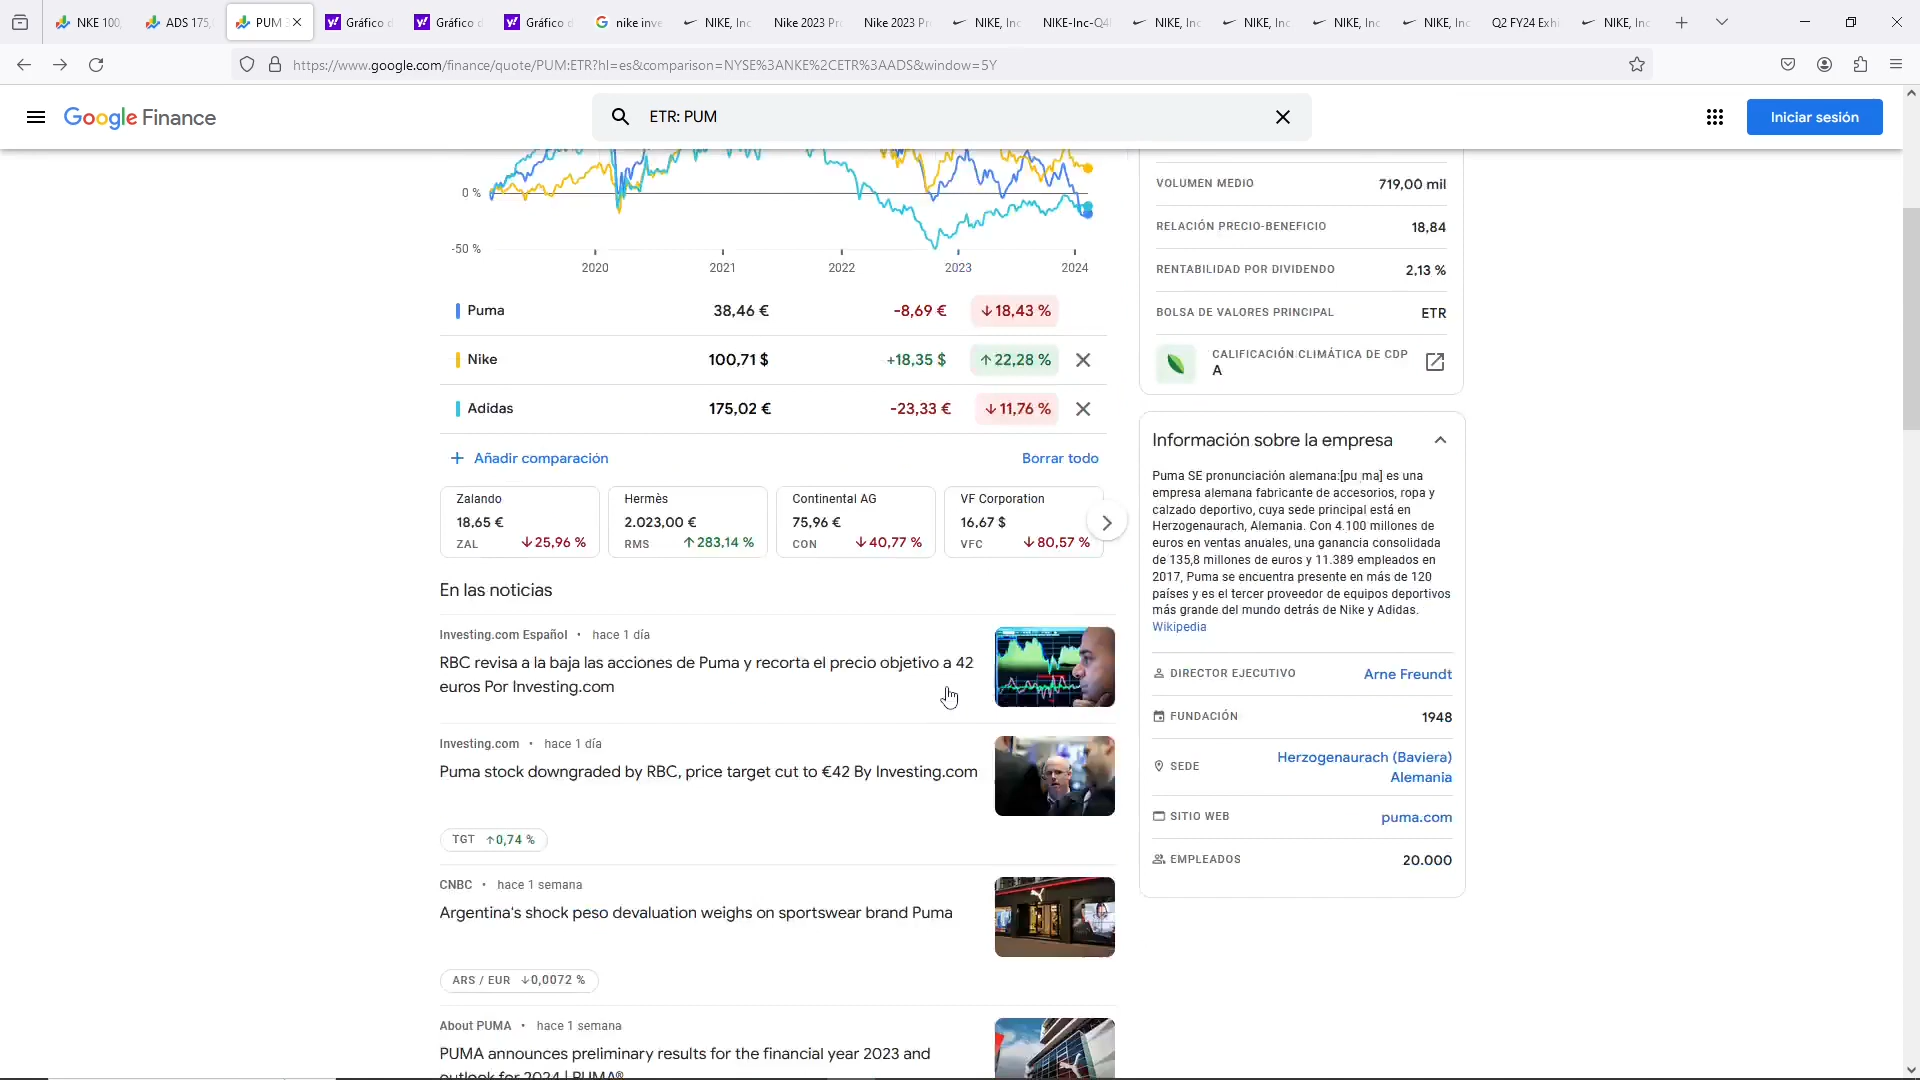 NKE 100,
ADS 175,
PUM 3
Gráfico d
Gráfico d
Gráfico d
nike inve
NIKE, Inc
Nike 2023 Pr
Nike 2023 Pr
NIKE, Inc
NIKE-Inc-Q4
NIKE, Inc
NIKE, Inc
NIKE, Inc
NIKE, Inc
Q2 FY24 Exhi
NIKE, Inc
https://www.google.com/finance/quote/PUM:ETR?hl=es&comparison=NYSE%3ANKE%2CETR%3AADS&window=5Y
Google Finance
ETR: PUM
Iniciar sesión
0 %
-50 %
2020 2021 2022 2023 2024
Puma 38,46 € -8,69 € ↓18,43 %
Nike 100,71 $ +18,35 $ ↑22,28 %
Adidas 175,02 € -23,33 € ↓11,76 %
+ Añadir comparación Borrar todo
Zalando
18,65 €
ZAL ↓25,96 %
Hermès
2.023,00 €
RMS ↑283,14 %
Continental AG
75,96 €
CON ↓40,77 %
VF Corporation
16,67 $
VFC ↓80,57 %
En las noticias
Investing.com Español • hace 1 día
RBC revisa a la baja las acciones de Puma y recorta el precio objetivo a 42
euros Por Investing.com
Investing.com • hace 1 día
Puma stock downgraded by RBC, price target cut to €42 By Investing.com
TGT ↑0,74 %
CNBC • hace 1 semana
Argentina's shock peso devaluation weighs on sportswear brand Puma
ARS / EUR ↓0,0072 %
About PUMA • hace 1 semana
PUMA announces preliminary results for the financial year 2023 and
outlook for 2024 | PUMA®
VOLUMEN MEDIO 719,00 mil
RELACIÓN PRECIO-BENEFICIO 18,84
RENTABILIDAD POR DIVIDENDO 2,13 %
BOLSA DE VALORES PRINCIPAL ETR
CALIFICACIÓN CLIMÁTICA DE CDP
A
Información sobre la empresa
Puma SE pronunciación alemana:[pu ma] es una
empresa alemana fabricante de accesorios, ropa y
calzado deportivo, cuya sede principal está en
Herzogenaurach, Alemania. Con 4.100 millones de
euros en ventas anuales, una ganancia consolidada
de 135,8 millones de euros y 11.389 empleados en
2017, Puma se encuentra presente en más de 120
países y es el tercer proveedor de equipos deportivos
más grande del mundo detrás de Nike y Adidas.
Wikipedia
DIRECTOR EJECUTIVO Arne Freundt
FUNDACIÓN 1948
SEDE Herzogenaurach (Baviera)
Alemania
SITIO WEB puma.com
EMPLEADOS 20.000